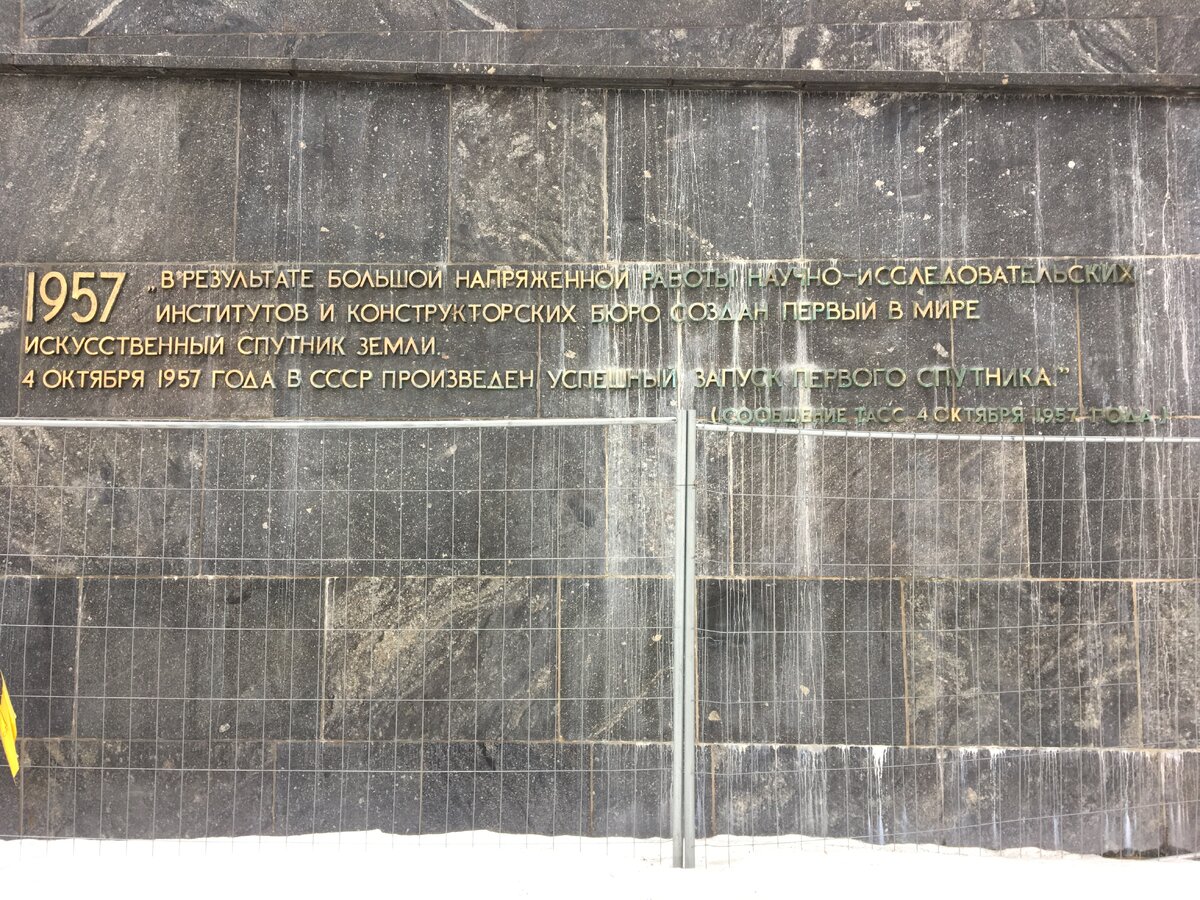 1957 „В РЕЗУЛЬТАТЕ БОЛЬШОЙ НАПРЯЖЕННОЙ РАБОТЫ НАУЧНО-ИССЛЕДОВАТЕЛЬСКИХ
ИНСТИТУТОВ И КОНСТРУКТОРСКИХ БЮРО СОЗДАН ПЕРВЫЙ В МИРЕ
ИСКУССТВЕННЫЙ СПУТНИК ЗЕМЛИ.
4 ОКТЯБРЯ 1957 ГОДА В СССР ПРОИЗВЕДЕН УСПЕШНЫЙ ЗАПУСК ПЕРВОГО СПУТНИКА.”
(СООБЩЕНИЕ ТАСС 4 ОКТЯБРЯ 1957 ГОДА)